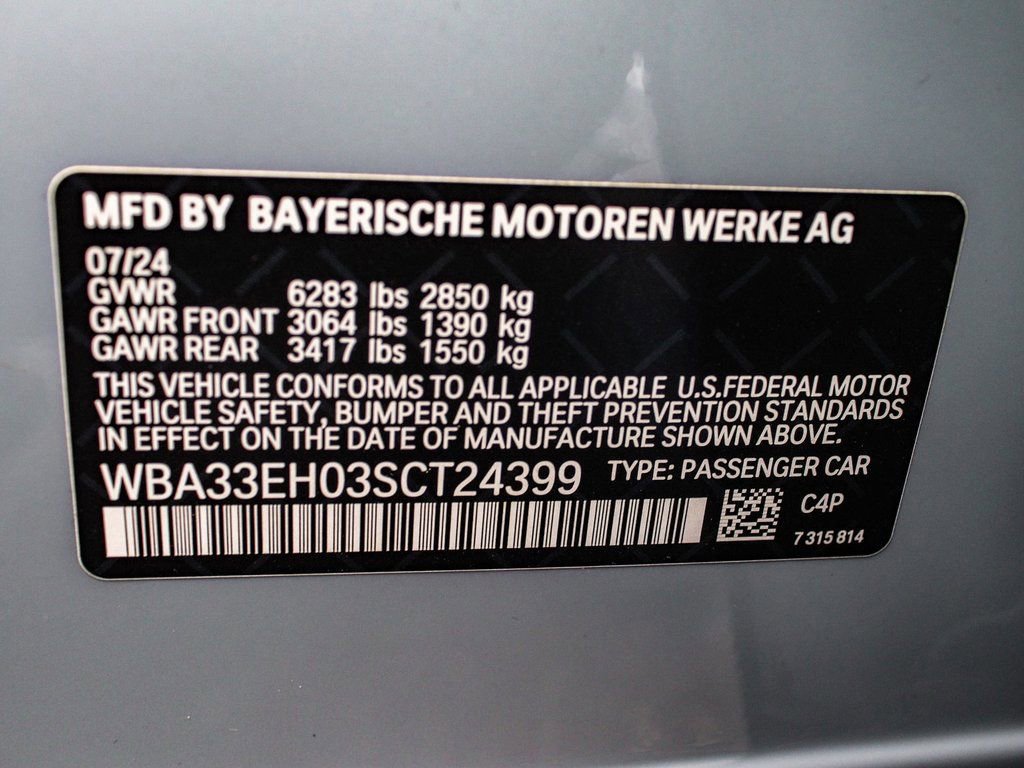 MFD BY BAYERISCHE MOTOREN WERKE AG
07/24
GVWR 6283 lbs 2850 kg
GAWR FRONT 3064 lbs 1390 kg
GAWR REAR 3417 lbs 1550 kg
THIS VEHICLE CONFORMS TO ALL APPLICABLE U.S.FEDERAL MOTOR
VEHICLE SAFETY, BUMPER AND THEFT PREVENTION STANDARDS
IN EFFECT ON THE DATE OF MANUFACTURE SHOWN ABOVE.
WBA33EH03SCT24399 TYPE: PASSENGER CAR
C4P
7 315 814